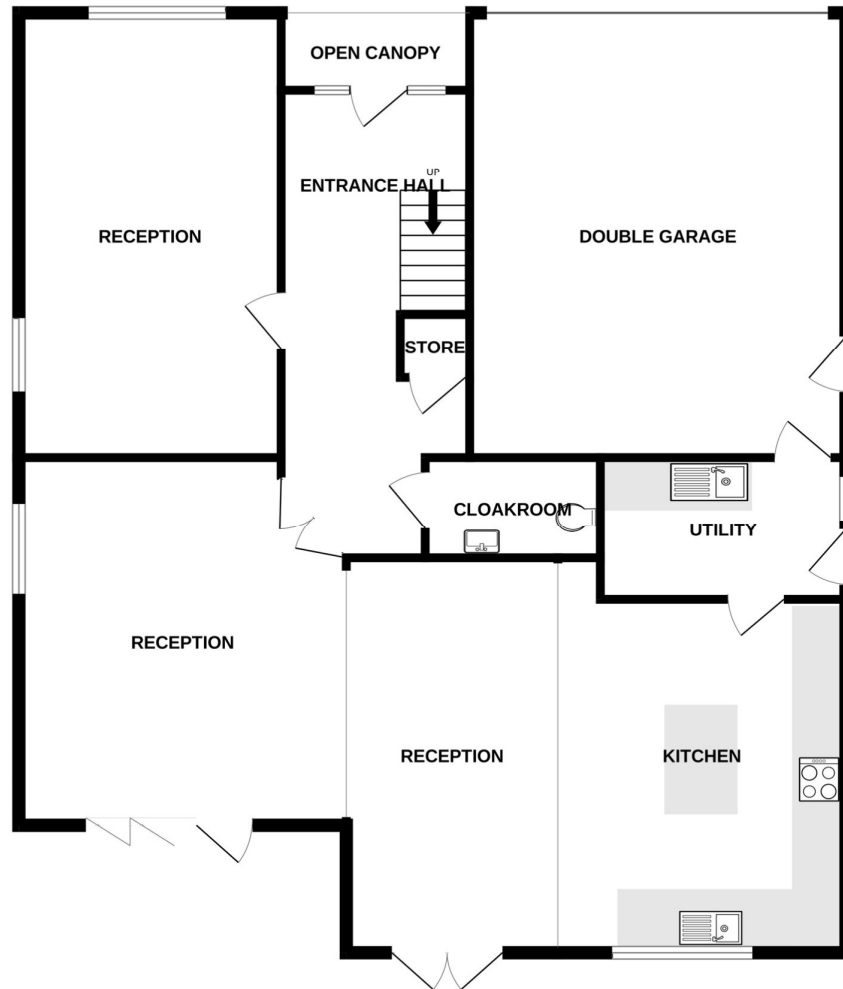 OPEN CANOPY
UP
ENTRANCE HALL
RECEPTION
DOUBLE GARAGE
STORE
CLOAKROOM
UTILITY
RECEPTION
RECEPTION
KITCHEN